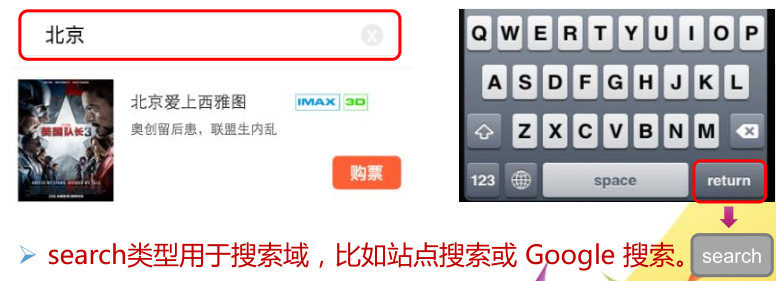 北京
北京爱上西雅图 IMAX 3D
奥创留后患，联盟生内乱
美国队长3
购票
Q W E R T Y U I O P
A S D F G H J K L
Z X C V B N M
123 space return
search类型用于搜索域，比如站点搜索或 Google 搜索。
search